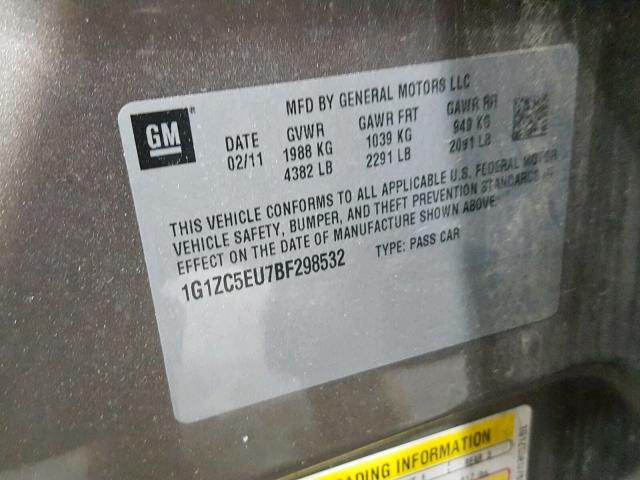 GM
MFD BY GENERAL MOTORS LLC
DATE GVWR GAWR FRT GAWR RR
02/11 1988 KG 1039 KG 949 KG
4382 LB 2291 LB 2091 LB
THIS VEHICLE CONFORMS TO ALL APPLICABLE U.S. FEDERAL MOTOR
VEHICLE SAFETY, BUMPER, AND THEFT PREVENTION STANDARDS IN
EFFECT ON THE DATE OF MANUFACTURE SHOWN ABOVE.
1G1ZC5EU7BF298532 TYPE: PASS CAR
ADING INFORMATION